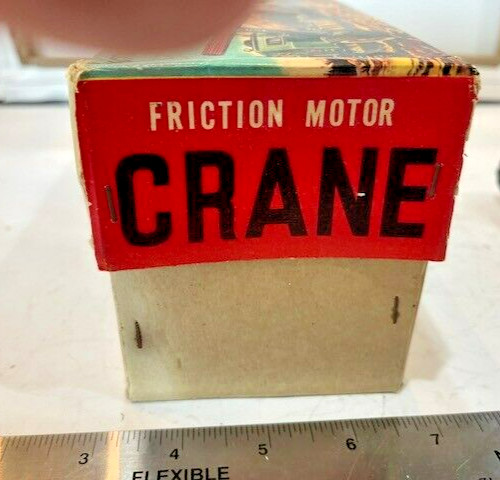 FRICTION MOTOR
CRANE
3 4 5 6 7
FLEXIBLE